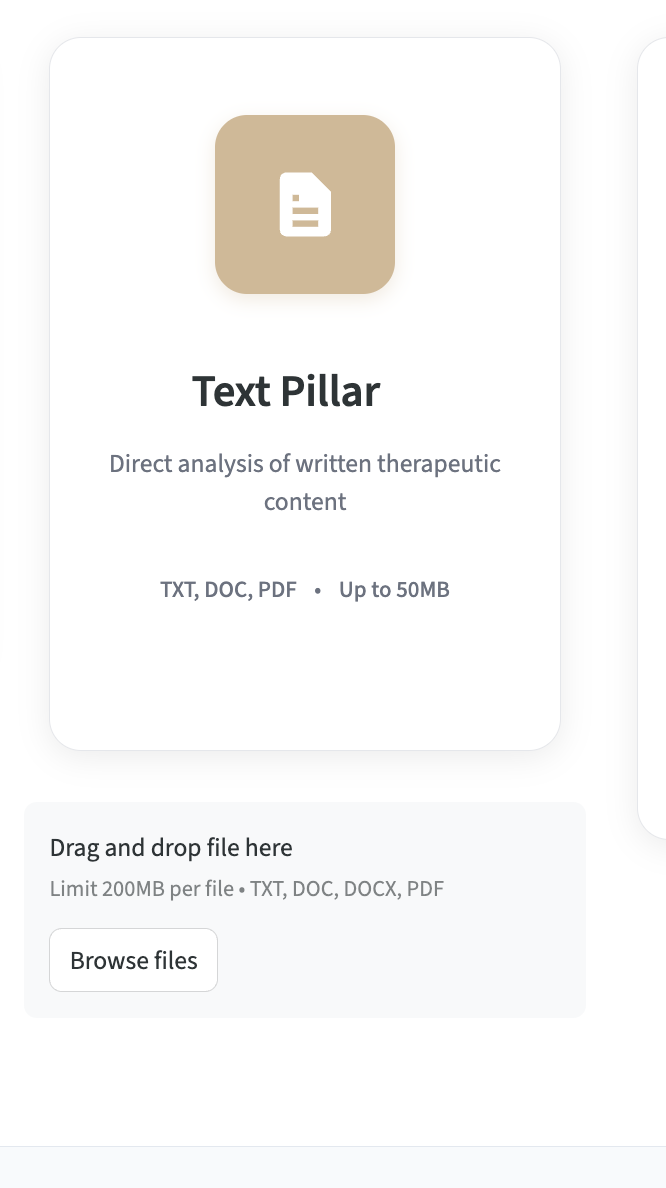 Text Pillar
Direct analysis of written therapeutic
content
TXT, DOC, PDF • Up to 50MB
Drag and drop file here
Limit 200MB per file • TXT, DOC, DOCX, PDF
Browse files